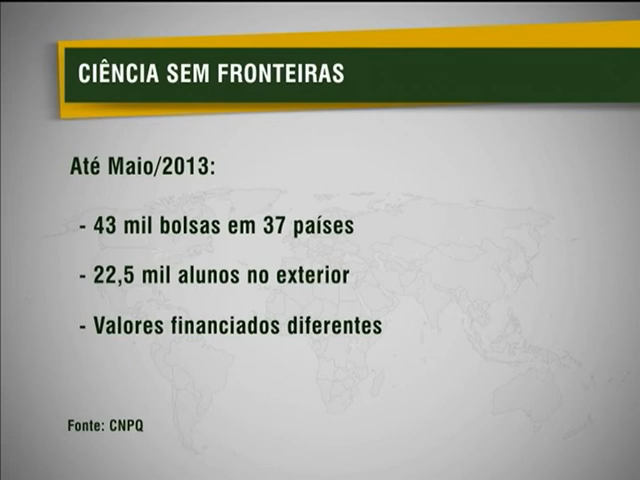 CIÊNCIA SEM FRONTEIRAS
Até Maio/2013:
- 43 mil bolsas em 37 países
- 22,5 mil alunos no exterior
- Valores financiados diferentes
Fonte: CNPQ